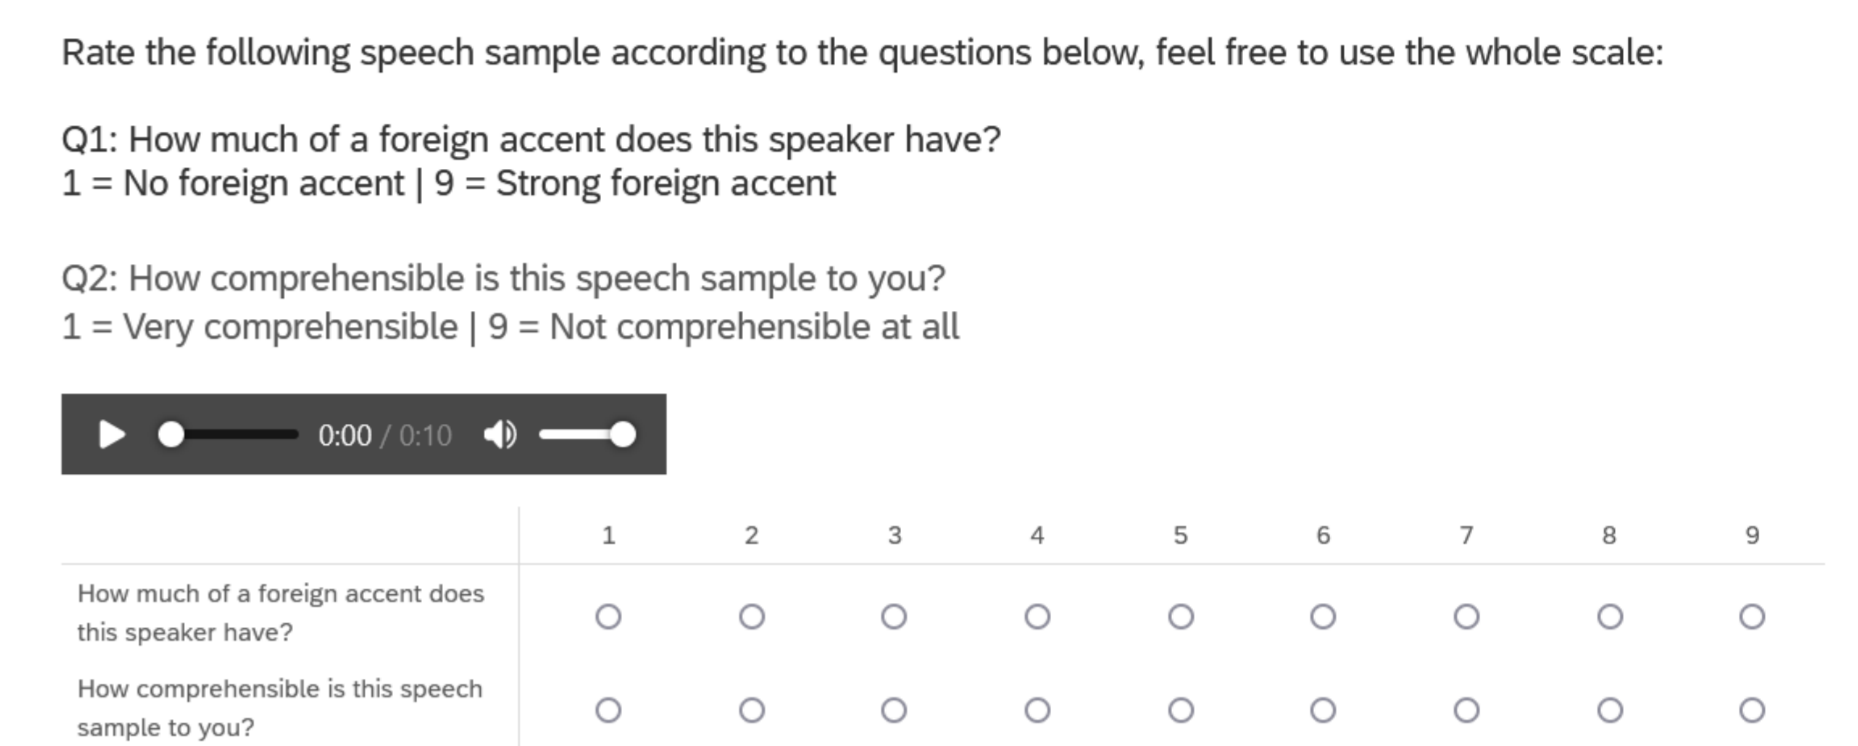 Rate the following speech sample according to the questions below, feel free to use the whole scale:
Q1: How much of a foreign accent does this speaker have?
1 = No foreign accent | 9 = Strong foreign accent
Q2: How comprehensible is this speech sample to you?
1 = Very comprehensible | 9 = Not comprehensible at all
0:00 / 0:10
1 2 3 4 5 6 7 8 9
How much of a foreign accent does
this speaker have?
How comprehensible is this speech
sample to you?